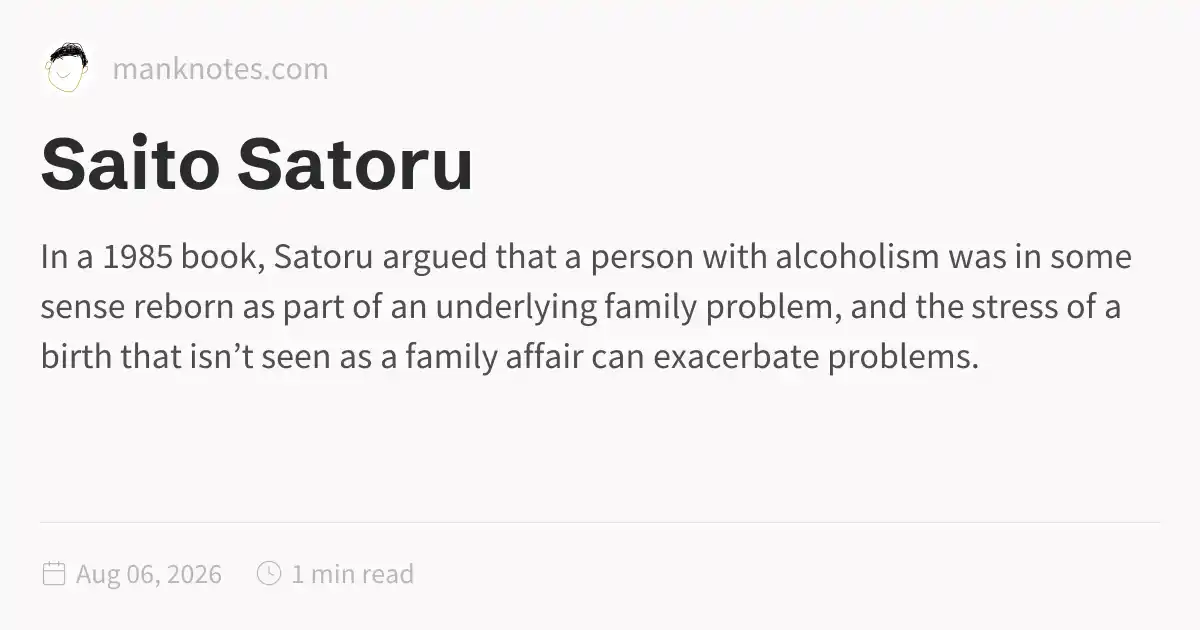 manknotes.com
Saito Satoru
In a 1985 book, Satoru argued that a person with alcoholism was in some
sense reborn as part of an underlying family problem, and the stress of a
birth that isn’t seen as a family affair can exacerbate problems.
Aug 06, 2026 1 min read